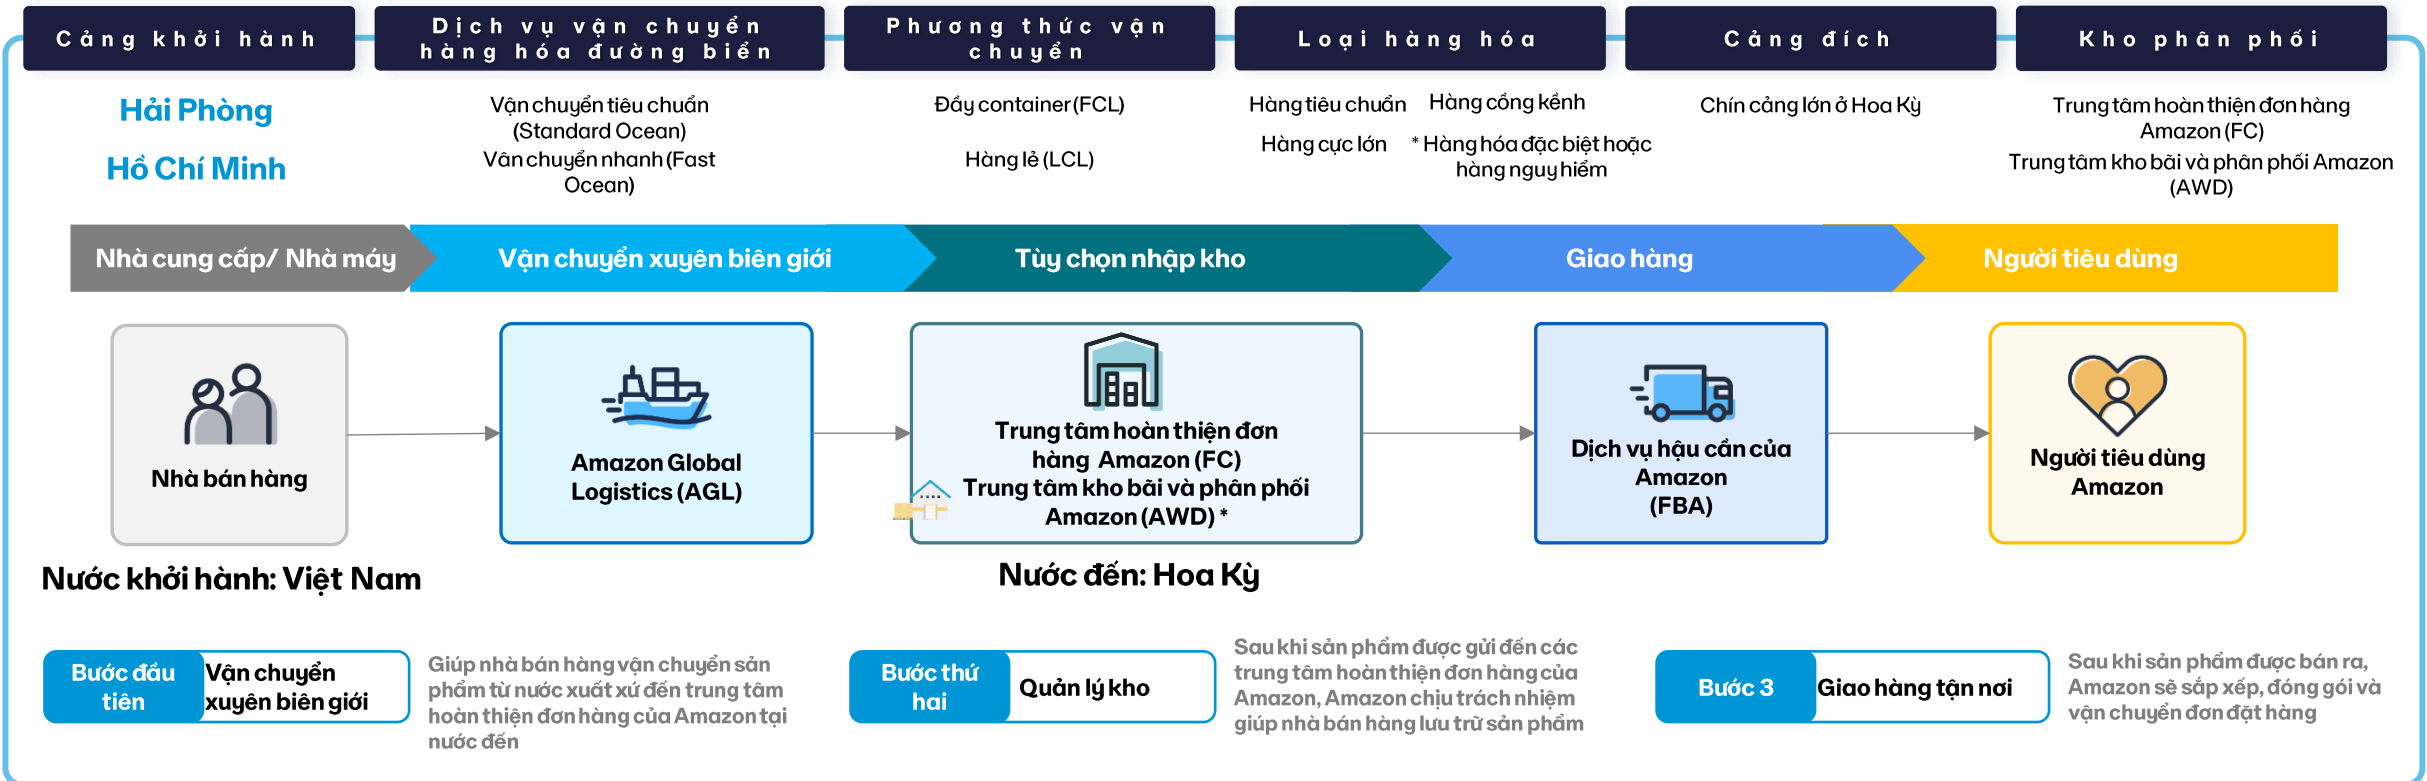 Cảng khởi hành
Dịch vụ vận chuyển
hàng hóa đường biển
Phương thức vận
chuyển
Loại hàng hóa
Cảng đích
Kho phân phối
Hải Phòng
Hồ Chí Minh
Vận chuyển tiêu chuẩn
(Standard Ocean)
Vân chuyển nhanh (Fast
Ocean)
Đầy container (FCL)
Hàng lẻ (LCL)
Hàng tiêu chuẩn
Hàng cồng kềnh
Hàng cực lớn
* Hàng hóa đặc biệt hoặc
hàng nguy hiểm
Chín cảng lớn ở Hoa Kỳ
Trung tâm hoàn thiện đơn hàng
Amazon (FC)
Trung tâm kho bãi và phân phối Amazon
(AWD)
Nhà cung cấp/ Nhà máy
Vận chuyển xuyên biên giới
Tùy chọn nhập kho
Giao hàng
Người tiêu dùng
Nhà bán hàng
Amazon Global
Logistics (AGL)
Trung tâm hoàn thiện đơn
hàng Amazon (FC)
Trung tâm kho bãi và phân phối
Amazon (AWD) *
Dịch vụ hậu cần của
Amazon
(FBA)
Người tiêu dùng
Amazon
Nước khởi hành: Việt Nam
Nước đến: Hoa Kỳ
Bước đầu
tiên
Vận chuyển
xuyên biên giới
Giúp nhà bán hàng vận chuyển sản
phẩm từ nước xuất xứ đến trung tâm
hoàn thiện đơn hàng của Amazon tại
nước đến
Bước thứ
hai
Quản lý kho
Sau khi sản phẩm được gửi đến các
trung tâm hoàn thiện đơn hàng của
Amazon, Amazon chịu trách nhiệm
giúp nhà bán hàng lưu trữ sản phẩm
Bước 3
Giao hàng tận nơi
Sau khi sản phẩm được bán ra,
Amazon sẽ sắp xếp, đóng gói và
vận chuyển đơn đặt hàng